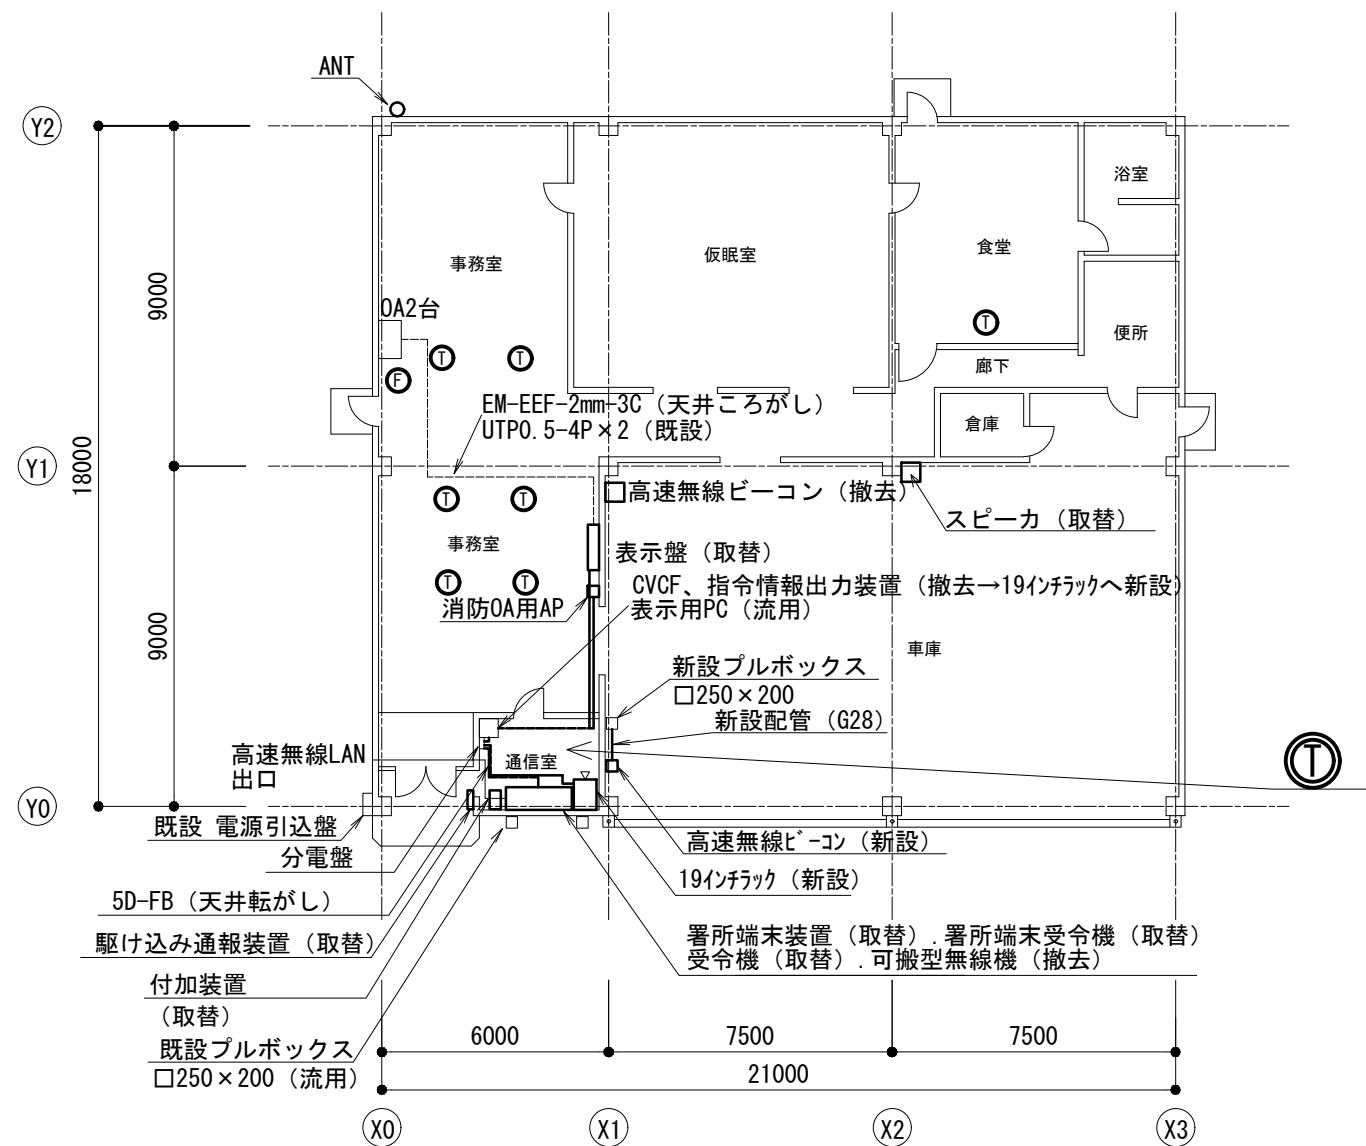 ANT
Y2
浴室
仮眠室
食堂
事務室
9000
OA2台
T
便所
T
T
F
廊下
EM-EEF-2mm-3C（天井ころがし）
UTP0.5-4P×2（既設）
倉庫
Y1
18000
T
T
高速無線ビーコン（撤去）
スピーカ（取替）
事務室
表示盤（取替）
T
T
CVCF、指令情報出力装置（撤去→19インチラックへ新設）
消防OA用AP
表示用PC（流用）
9000
車庫
新設プルボックス
□250×200
新設配管（G28）
高速無線LAN
出口
通信室
T
Y0
既設 電源引込盤
高速無線ビーコン（新設）
分電盤
19インチラック（新設）
5D-FB（天井転がし）
駆け込み通報装置（取替）
署所端末装置（取替）.署所端末受令機（取替）
受令機（取替）.可搬型無線機（撤去）
付加装置
（取替）
既設プルボックス
□250×200（流用）
6000
7500
7500
21000
X0
X1
X2
X3